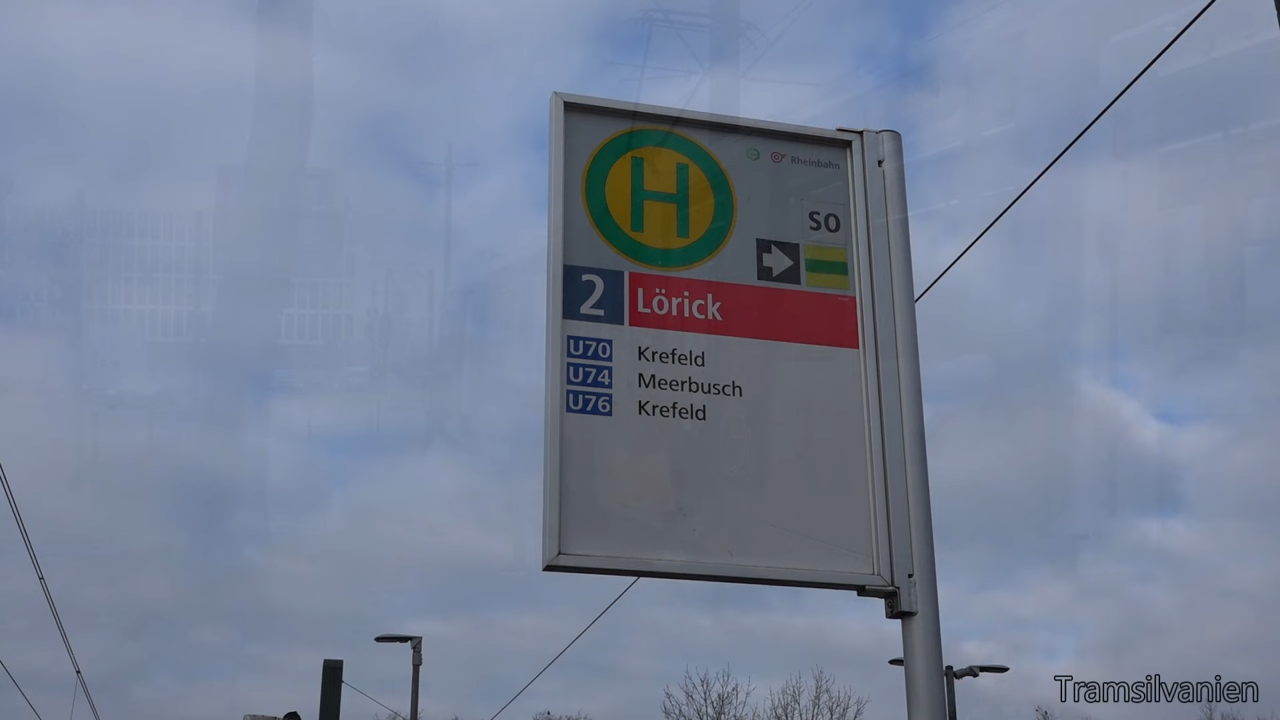 H
Rheinbahn
SO
2 Lörick
U70 Krefeld
U74 Meerbusch
U76 Krefeld
Tramsilvanien